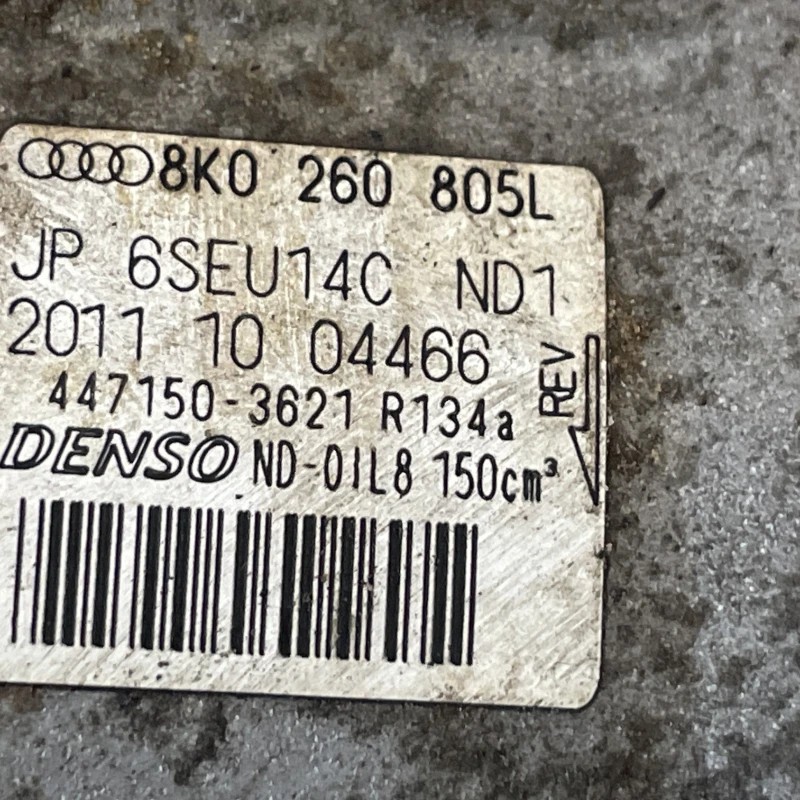 8K0 260 805L
JP 6SEU14C ND1
2011 10 04466
447150-3621 R134a
DENSO ND-OIL8 150cm³
REV